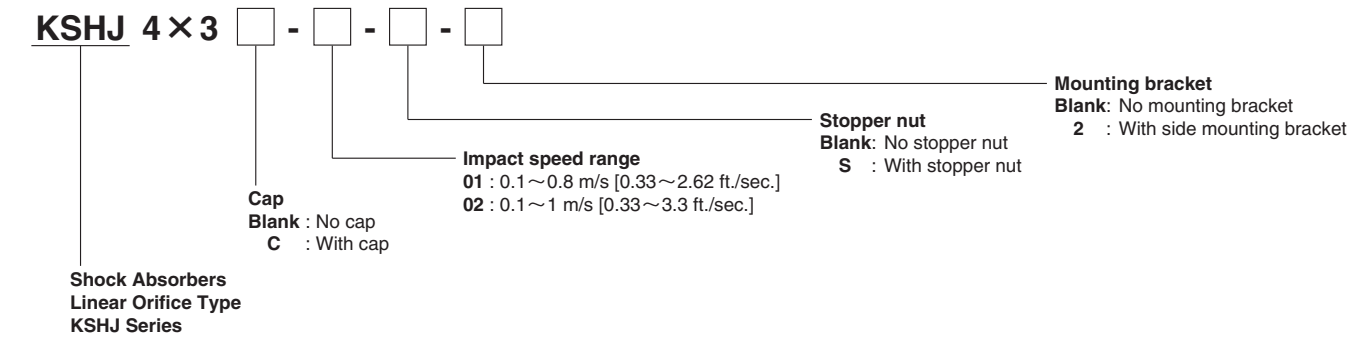 KSHJ 4×3 □ - □ - □ - □
Mounting bracket
Blank: No mounting bracket
2 : With side mounting bracket
Stopper nut
Blank: No stopper nut
S : With stopper nut
Impact speed range
01 : 0.1～0.8 m/s [0.33～2.62 ft./sec.]
02 : 0.1～1 m/s [0.33～3.3 ft./sec.]
Cap
Blank : No cap
C : With cap
Shock Absorbers
Linear Orifice Type
KSHJ Series